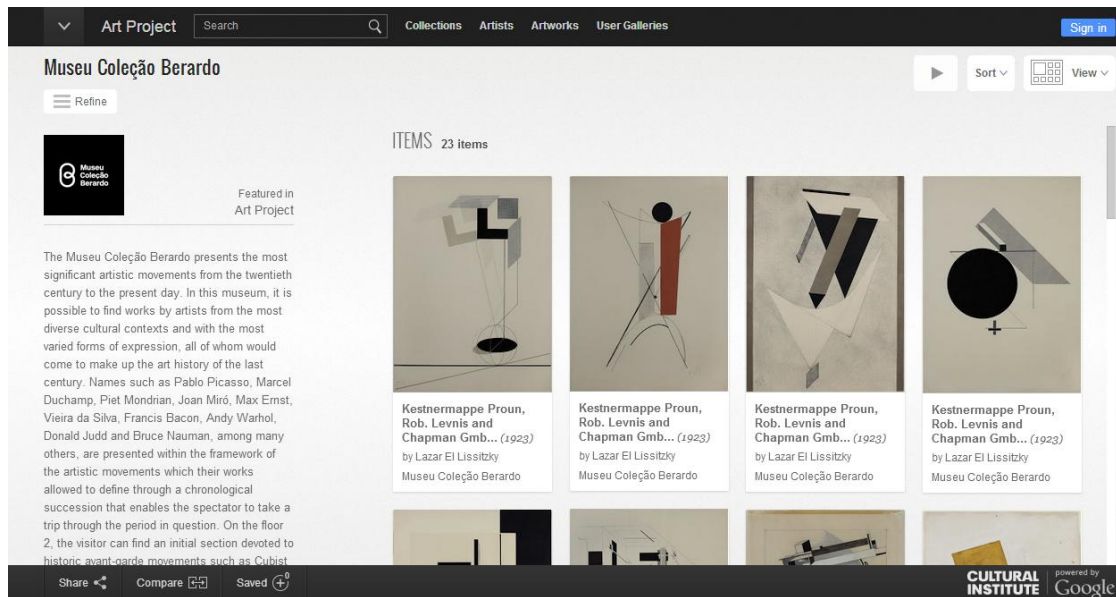 Art Project
Search
Collections Artists Artworks User Galleries
Sign in
Museu Coleção Berardo
Sort
View
Refine
Museu
Coleção
Berardo
Featured in
Art Project
The Museu Coleção Berardo presents the most
significant artistic movements from the twentieth
century to the present day. In this museum, it is
possible to find works by artists from the most
diverse cultural contexts and with the most
varied forms of expression, all of whom would
come to make up the art history of the last
century. Names such as Pablo Picasso, Marcel
Duchamp, Piet Mondrian, Joan Miró, Max Ernst,
Vieira da Silva, Francis Bacon, Andy Warhol,
Donald Judd and Bruce Nauman, among many
others, are presented within the framework of
the artistic movements which their works
allowed to define through a chronological
succession that enables the spectator to take a
trip through the period in question. On the floor
2, the visitor can find an initial section devoted to
historic avant-garde movements such as Cubist
ITEMS 23 items
Kestnermappe Proun,
Rob. Levnis and
Chapman Gmb... (1923)
by Lazar El Lissitzky
Museu Coleção Berardo
Kestnermappe Proun,
Rob. Levnis and
Chapman Gmb... (1923)
by Lazar El Lissitzky
Museu Coleção Berardo
Kestnermappe Proun,
Rob. Levnis and
Chapman Gmb... (1923)
by Lazar El Lissitzky
Museu Coleção Berardo
Kestnermappe Proun,
Rob. Levnis and
Chapman Gmb... (1923)
by Lazar El Lissitzky
Museu Coleção Berardo
Share
Compare
Saved 0
CULTURAL
INSTITUTE
powered by
Google